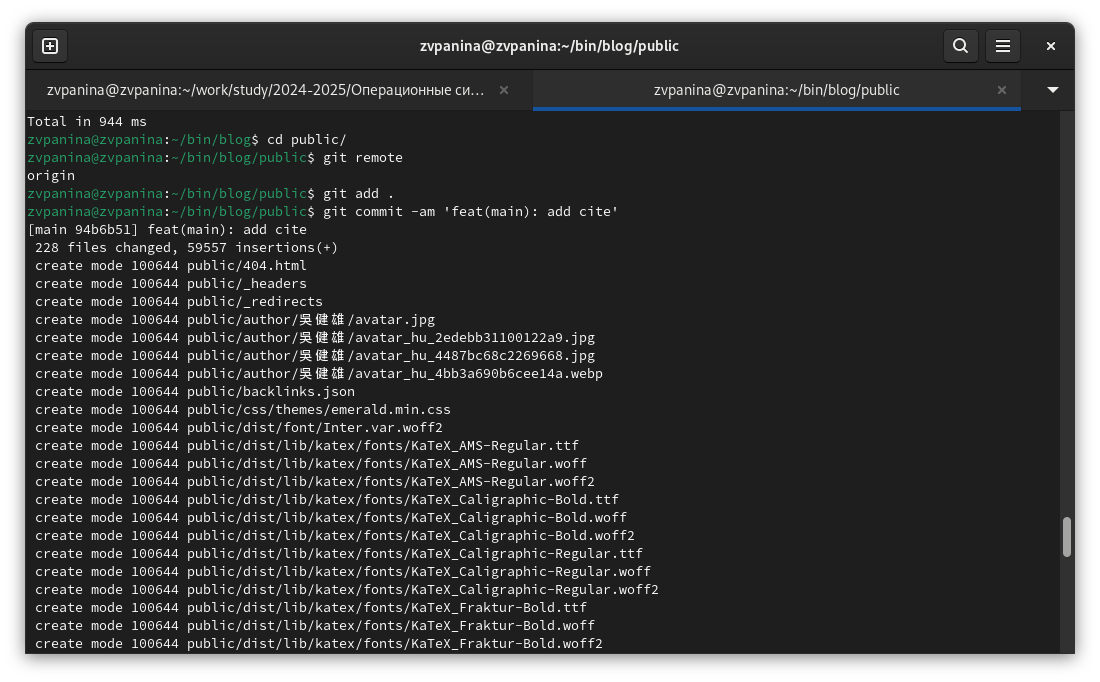 zvpanina@zvpanina:~/bin/blog/public
zvpanina@zvpanina:~/work/study/2024-2025/Операционные си…
zvpanina@zvpanina:~/bin/blog/public
Total in 944 ms
zvpanina@zvpanina:~/bin/blog$ cd public/
zvpanina@zvpanina:~/bin/blog/public$ git remote
origin
zvpanina@zvpanina:~/bin/blog/public$ git add .
zvpanina@zvpanina:~/bin/blog/public$ git commit -am 'feat(main): add cite'
[main 94b6b51] feat(main): add cite
 228 files changed, 59557 insertions(+)
 create mode 100644 public/404.html
 create mode 100644 public/_headers
 create mode 100644 public/_redirects
 create mode 100644 public/author/吳健雄/avatar.jpg
 create mode 100644 public/author/吳健雄/avatar_hu_2edebb31100122a9.jpg
 create mode 100644 public/author/吳健雄/avatar_hu_4487bc68c2269668.jpg
 create mode 100644 public/author/吳健雄/avatar_hu_4bb3a690b6cee14a.webp
 create mode 100644 public/backlinks.json
 create mode 100644 public/css/themes/emerald.min.css
 create mode 100644 public/dist/font/Inter.var.woff2
 create mode 100644 public/dist/lib/katex/fonts/KaTeX_AMS-Regular.ttf
 create mode 100644 public/dist/lib/katex/fonts/KaTeX_AMS-Regular.woff
 create mode 100644 public/dist/lib/katex/fonts/KaTeX_AMS-Regular.woff2
 create mode 100644 public/dist/lib/katex/fonts/KaTeX_Caligraphic-Bold.ttf
 create mode 100644 public/dist/lib/katex/fonts/KaTeX_Caligraphic-Bold.woff
 create mode 100644 public/dist/lib/katex/fonts/KaTeX_Caligraphic-Bold.woff2
 create mode 100644 public/dist/lib/katex/fonts/KaTeX_Caligraphic-Regular.ttf
 create mode 100644 public/dist/lib/katex/fonts/KaTeX_Caligraphic-Regular.woff
 create mode 100644 public/dist/lib/katex/fonts/KaTeX_Caligraphic-Regular.woff2
 create mode 100644 public/dist/lib/katex/fonts/KaTeX_Fraktur-Bold.ttf
 create mode 100644 public/dist/lib/katex/fonts/KaTeX_Fraktur-Bold.woff
 create mode 100644 public/dist/lib/katex/fonts/KaTeX_Fraktur-Bold.woff2